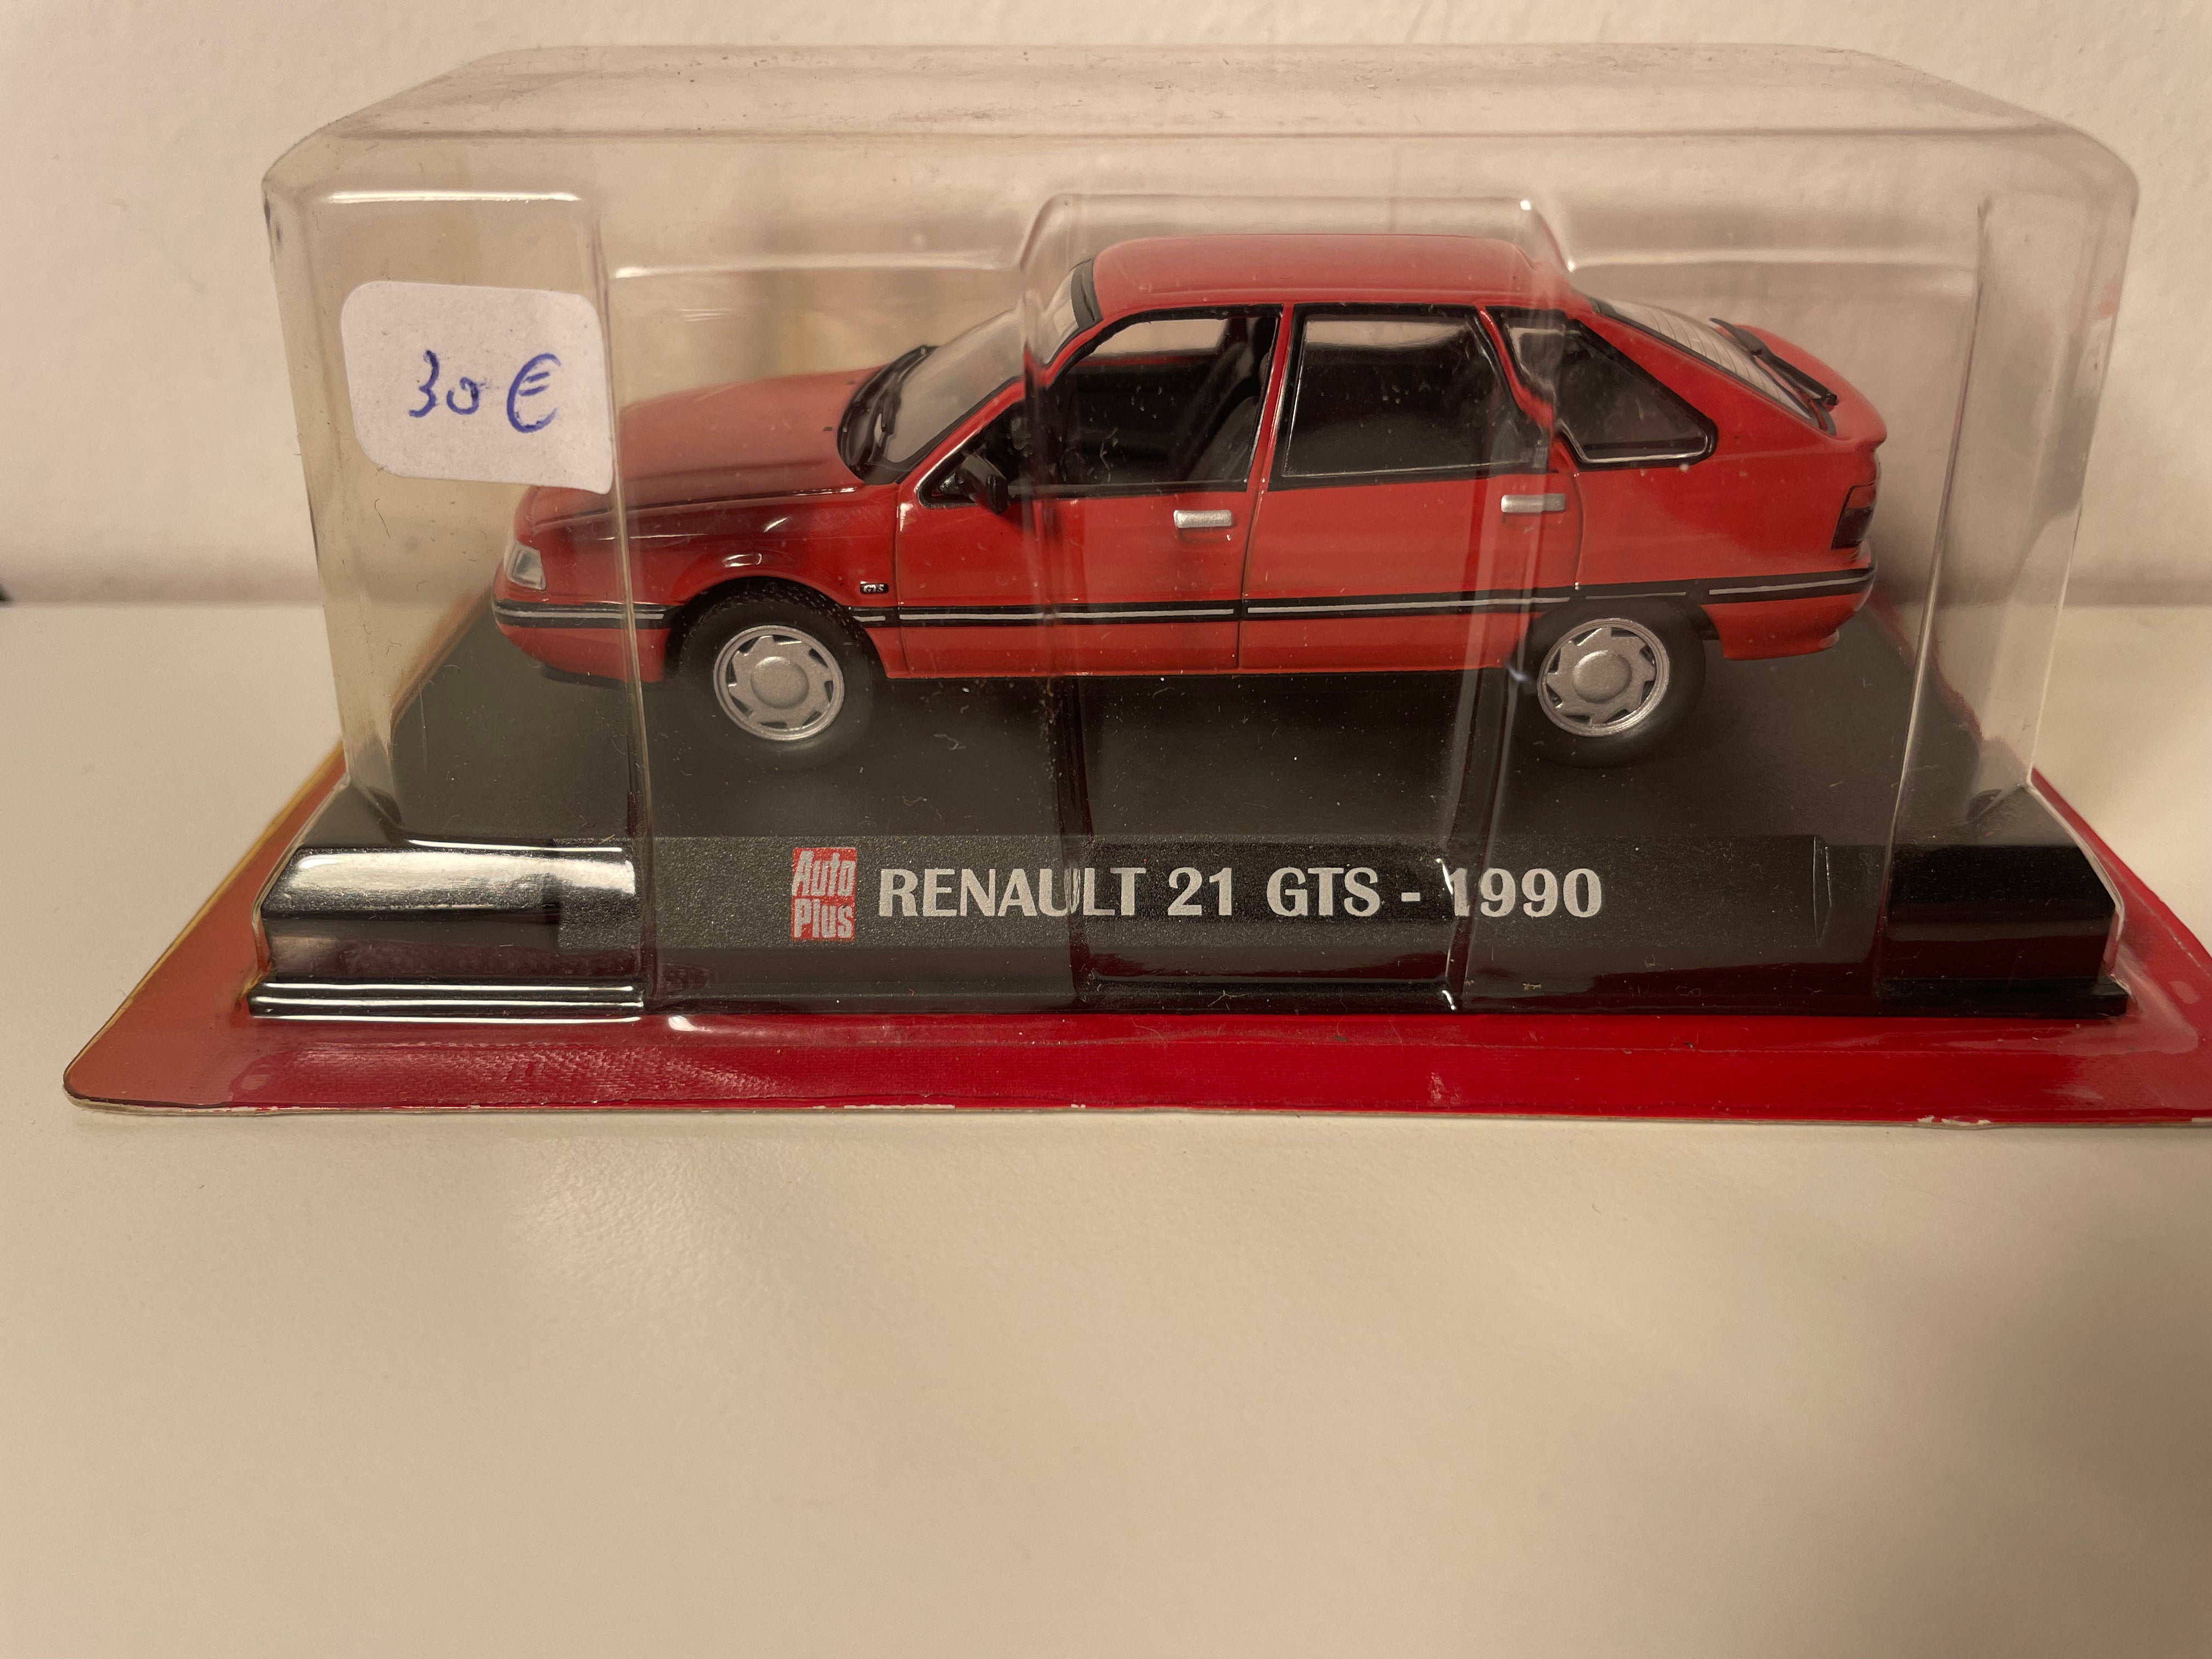 30€
GTS
Auto
Plus
RENAULT 21 GTS - 1990